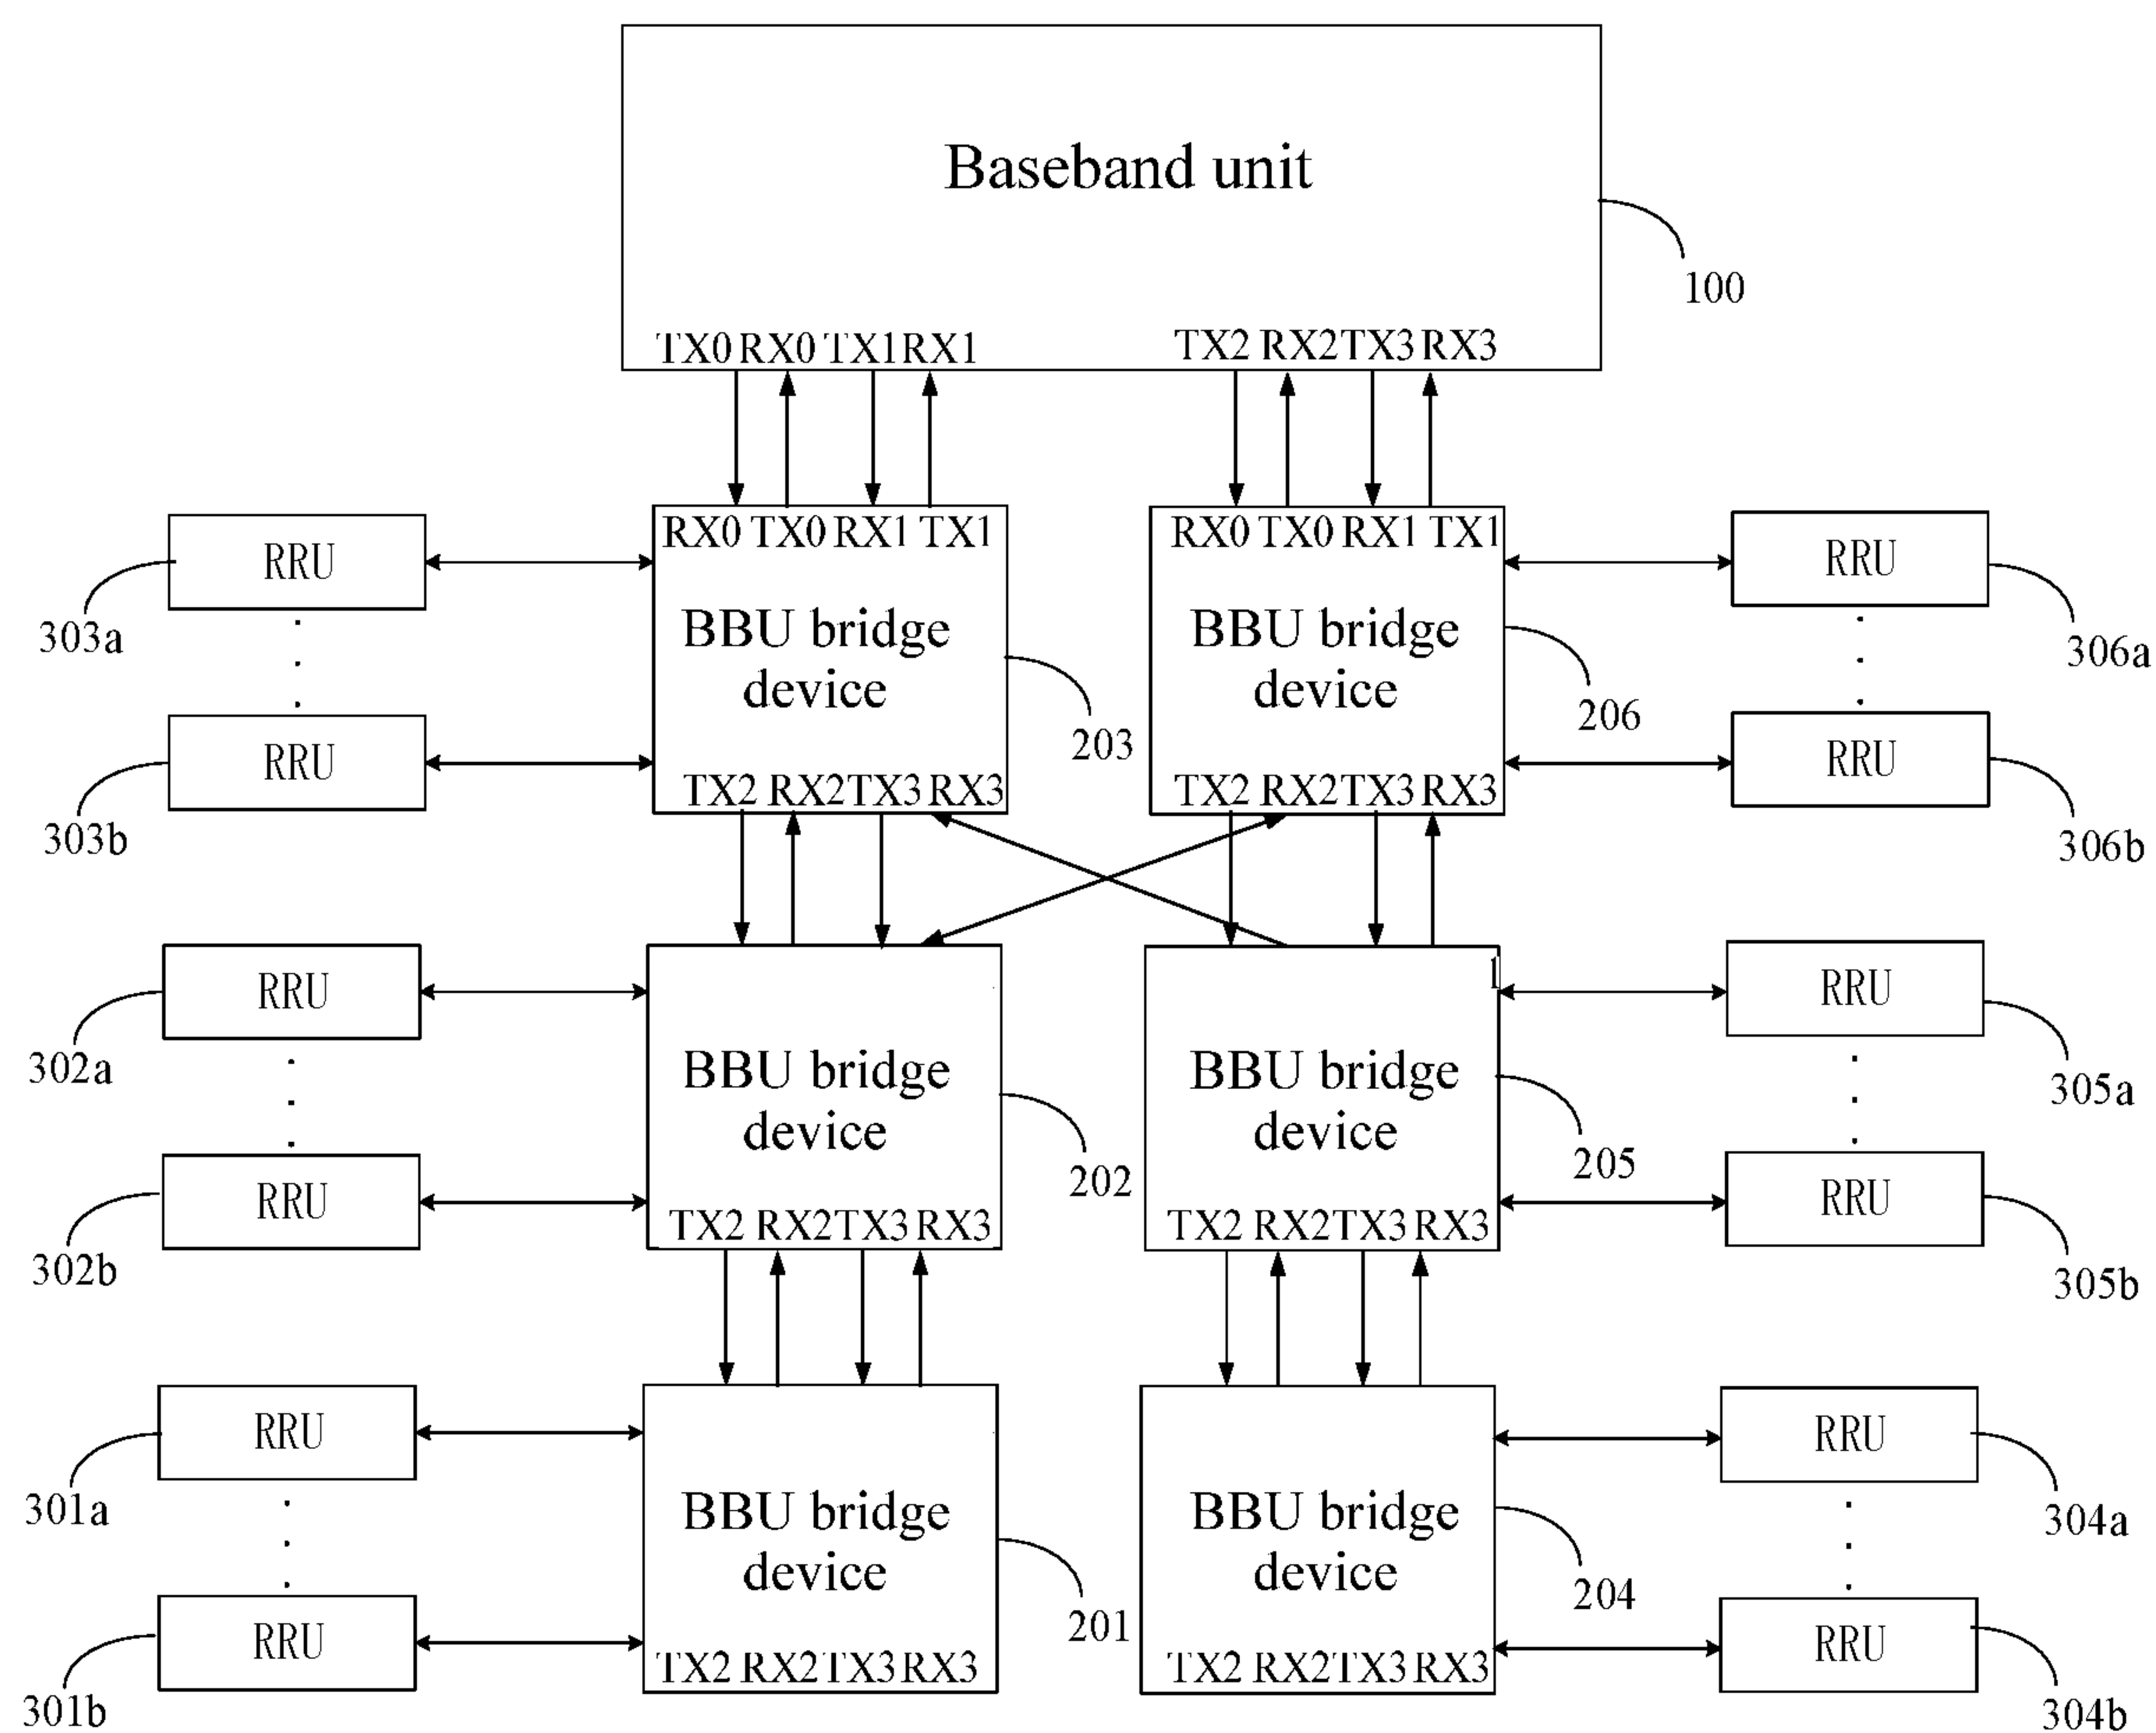 Baseband unit
100
TX0 RX0 TX1 RX1
TX2 RX2 TX3 RX3
RX0 TX0 RX1 TX1
BBU bridge
device
TX2 RX2 TX3 RX3
203
RX0 TX0 RX1 TX1
BBU bridge
device
TX2 RX2 TX3 RX3
206
RRU
303a
RRU
303b
RRU
306a
RRU
306b
BBU bridge
device
TX2 RX2 TX3 RX3
202
1
BBU bridge
device
TX2 RX2 TX3 RX3
205
RRU
302a
RRU
302b
RRU
305a
RRU
305b
BBU bridge
device
TX2 RX2 TX3 RX3
201
BBU bridge
device
TX2 RX2 TX3 RX3
204
RRU
301a
RRU
301b
RRU
304a
RRU
304b